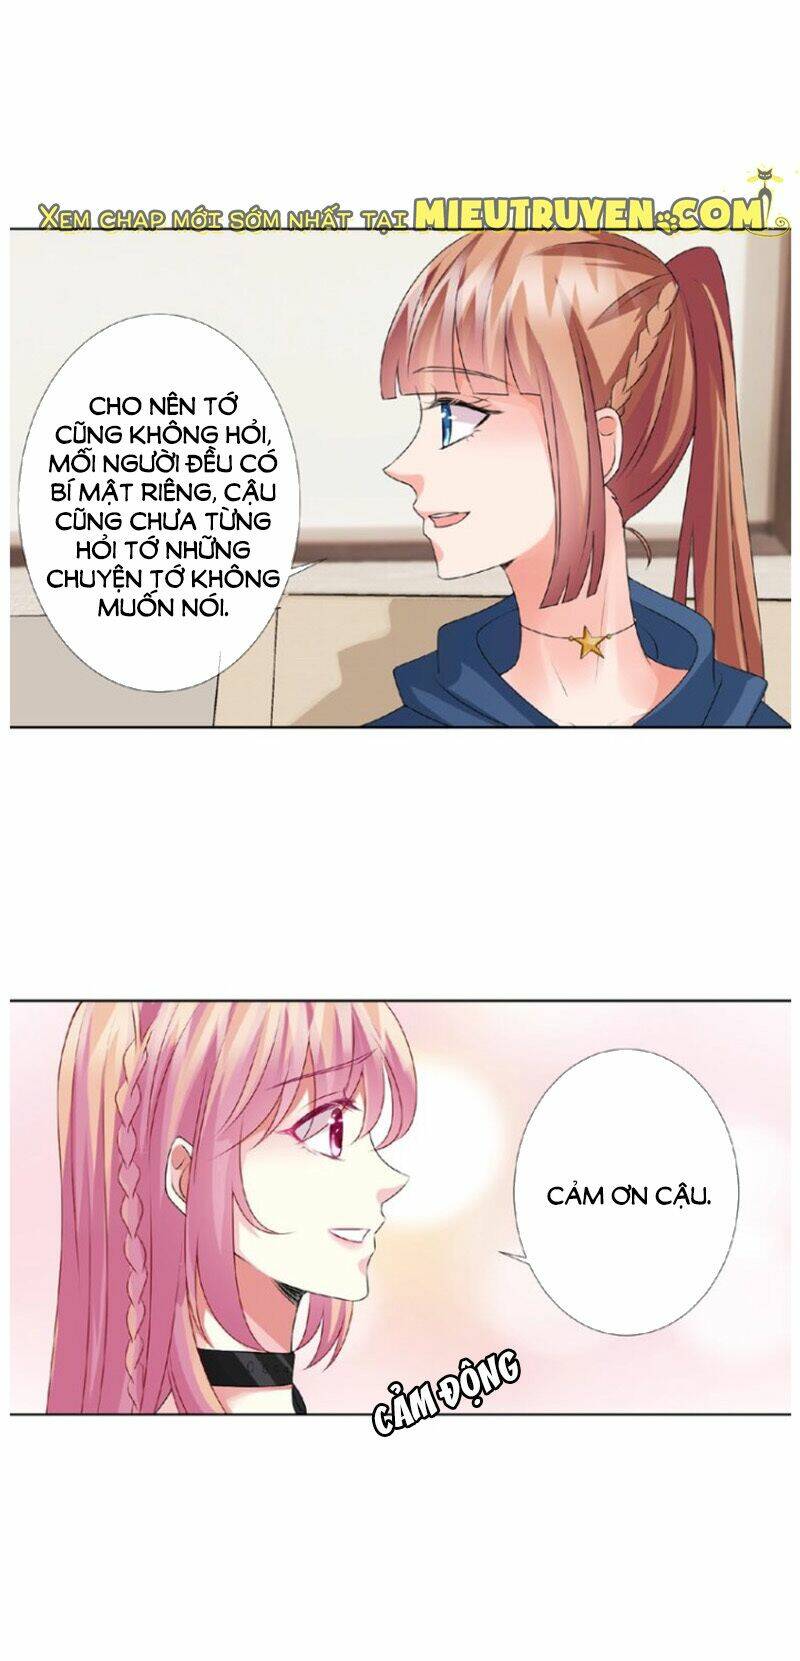 XEM CHAP MỚI SỚM NHẤT TẠI MIEUTRUYEN.COM
CHO NÊN TỚ
CŨNG KHÔNG HỎI,
MỖI NGƯỜI ĐỀU CÓ
BÍ MẬT RIÊNG, CẬU
CŨNG CHƯA TỪNG
HỎI TỚ NHỮNG
CHUYỆN TỚ KHÔNG
MUỐN NÓI.
CẢM ƠN CẬU.
CẢM ĐỘNG